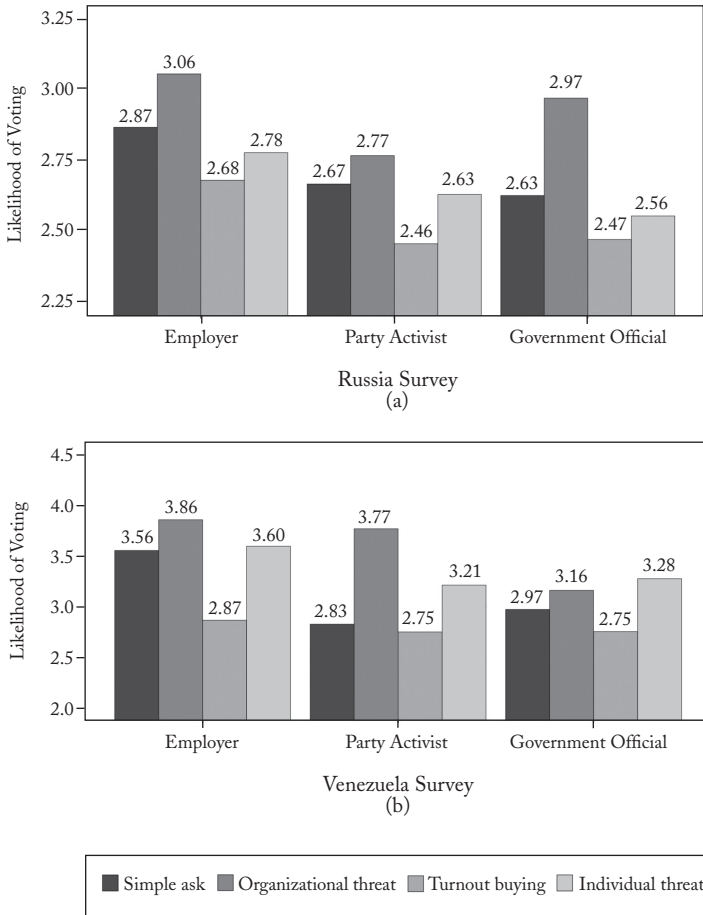 Likelihood of Voting
3.25
3.00
2.75
2.50
2.25
2.87
3.06
2.68
2.78
2.67
2.77
2.46
2.63
2.63
2.97
2.47
2.56
Employer
Party Activist
Government Official
Russia Survey
(a)
Likelihood of Voting
4.5
4.0
3.5
3.0
2.5
2.0
3.56
3.86
2.87
3.60
2.83
3.77
2.75
3.21
2.97
3.16
2.75
3.28
Employer
Party Activist
Government Official
Venezuela Survey
(b)
Simple ask Organizational threat Turnout buying Individual threat